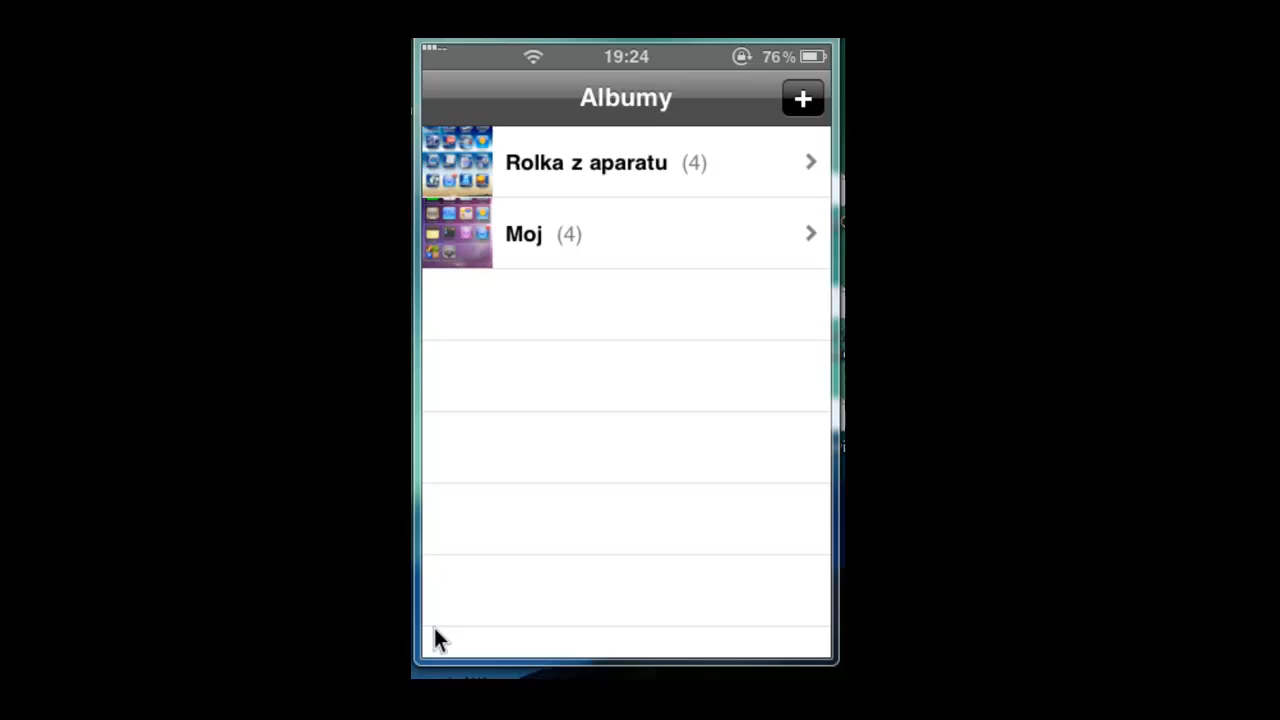 19:24 76%
Albumy +
Rolka z aparatu (4)
Moj (4)